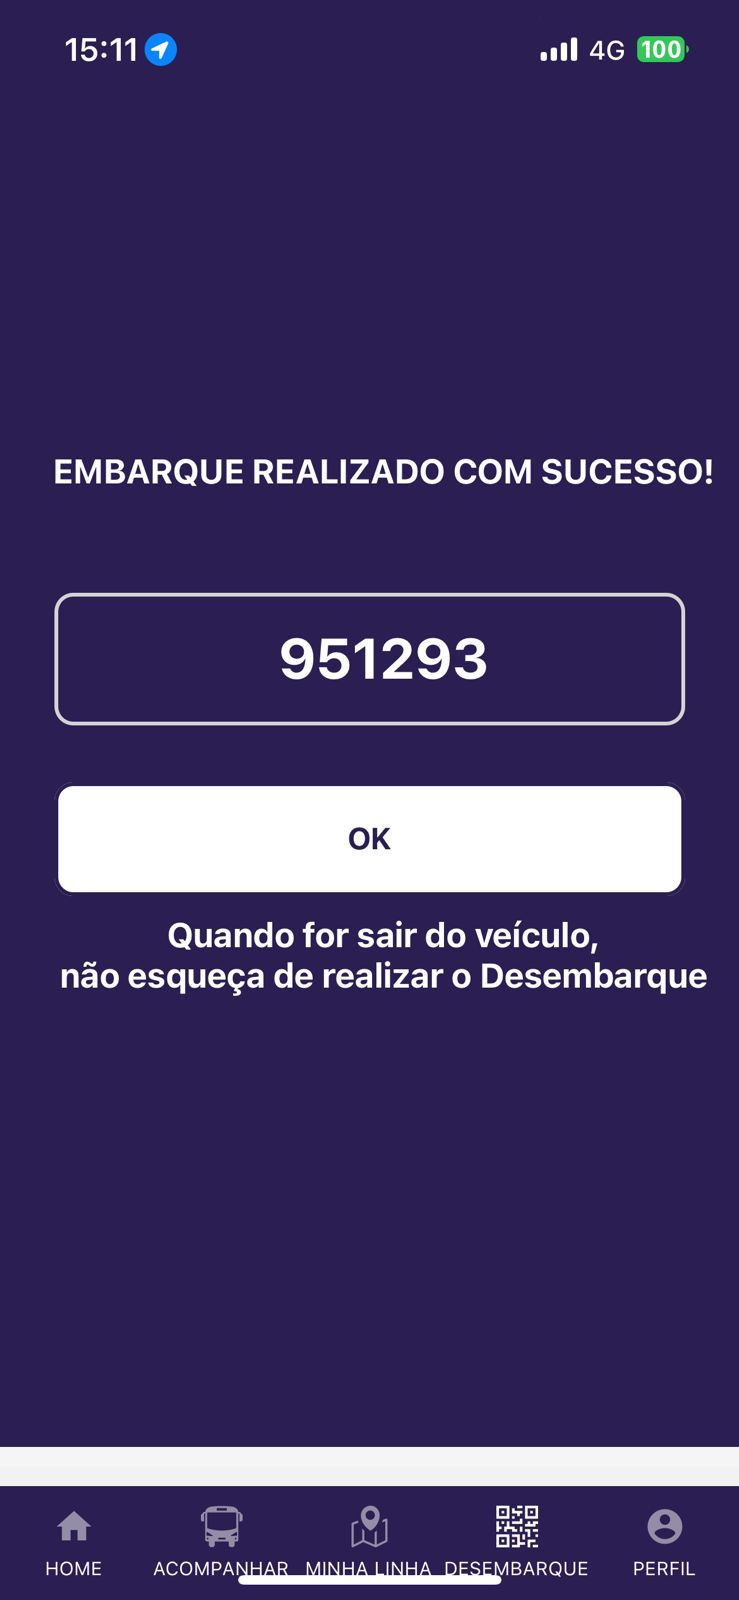 15:11 4G 100
EMBARQUE REALIZADO COM SUCESSO!
951293
OK
Quando for sair do veículo,
não esqueça de realizar o Desembarque
HOME ACOMPANHAR MINHA LINHA DESEMBARQUE PERFIL